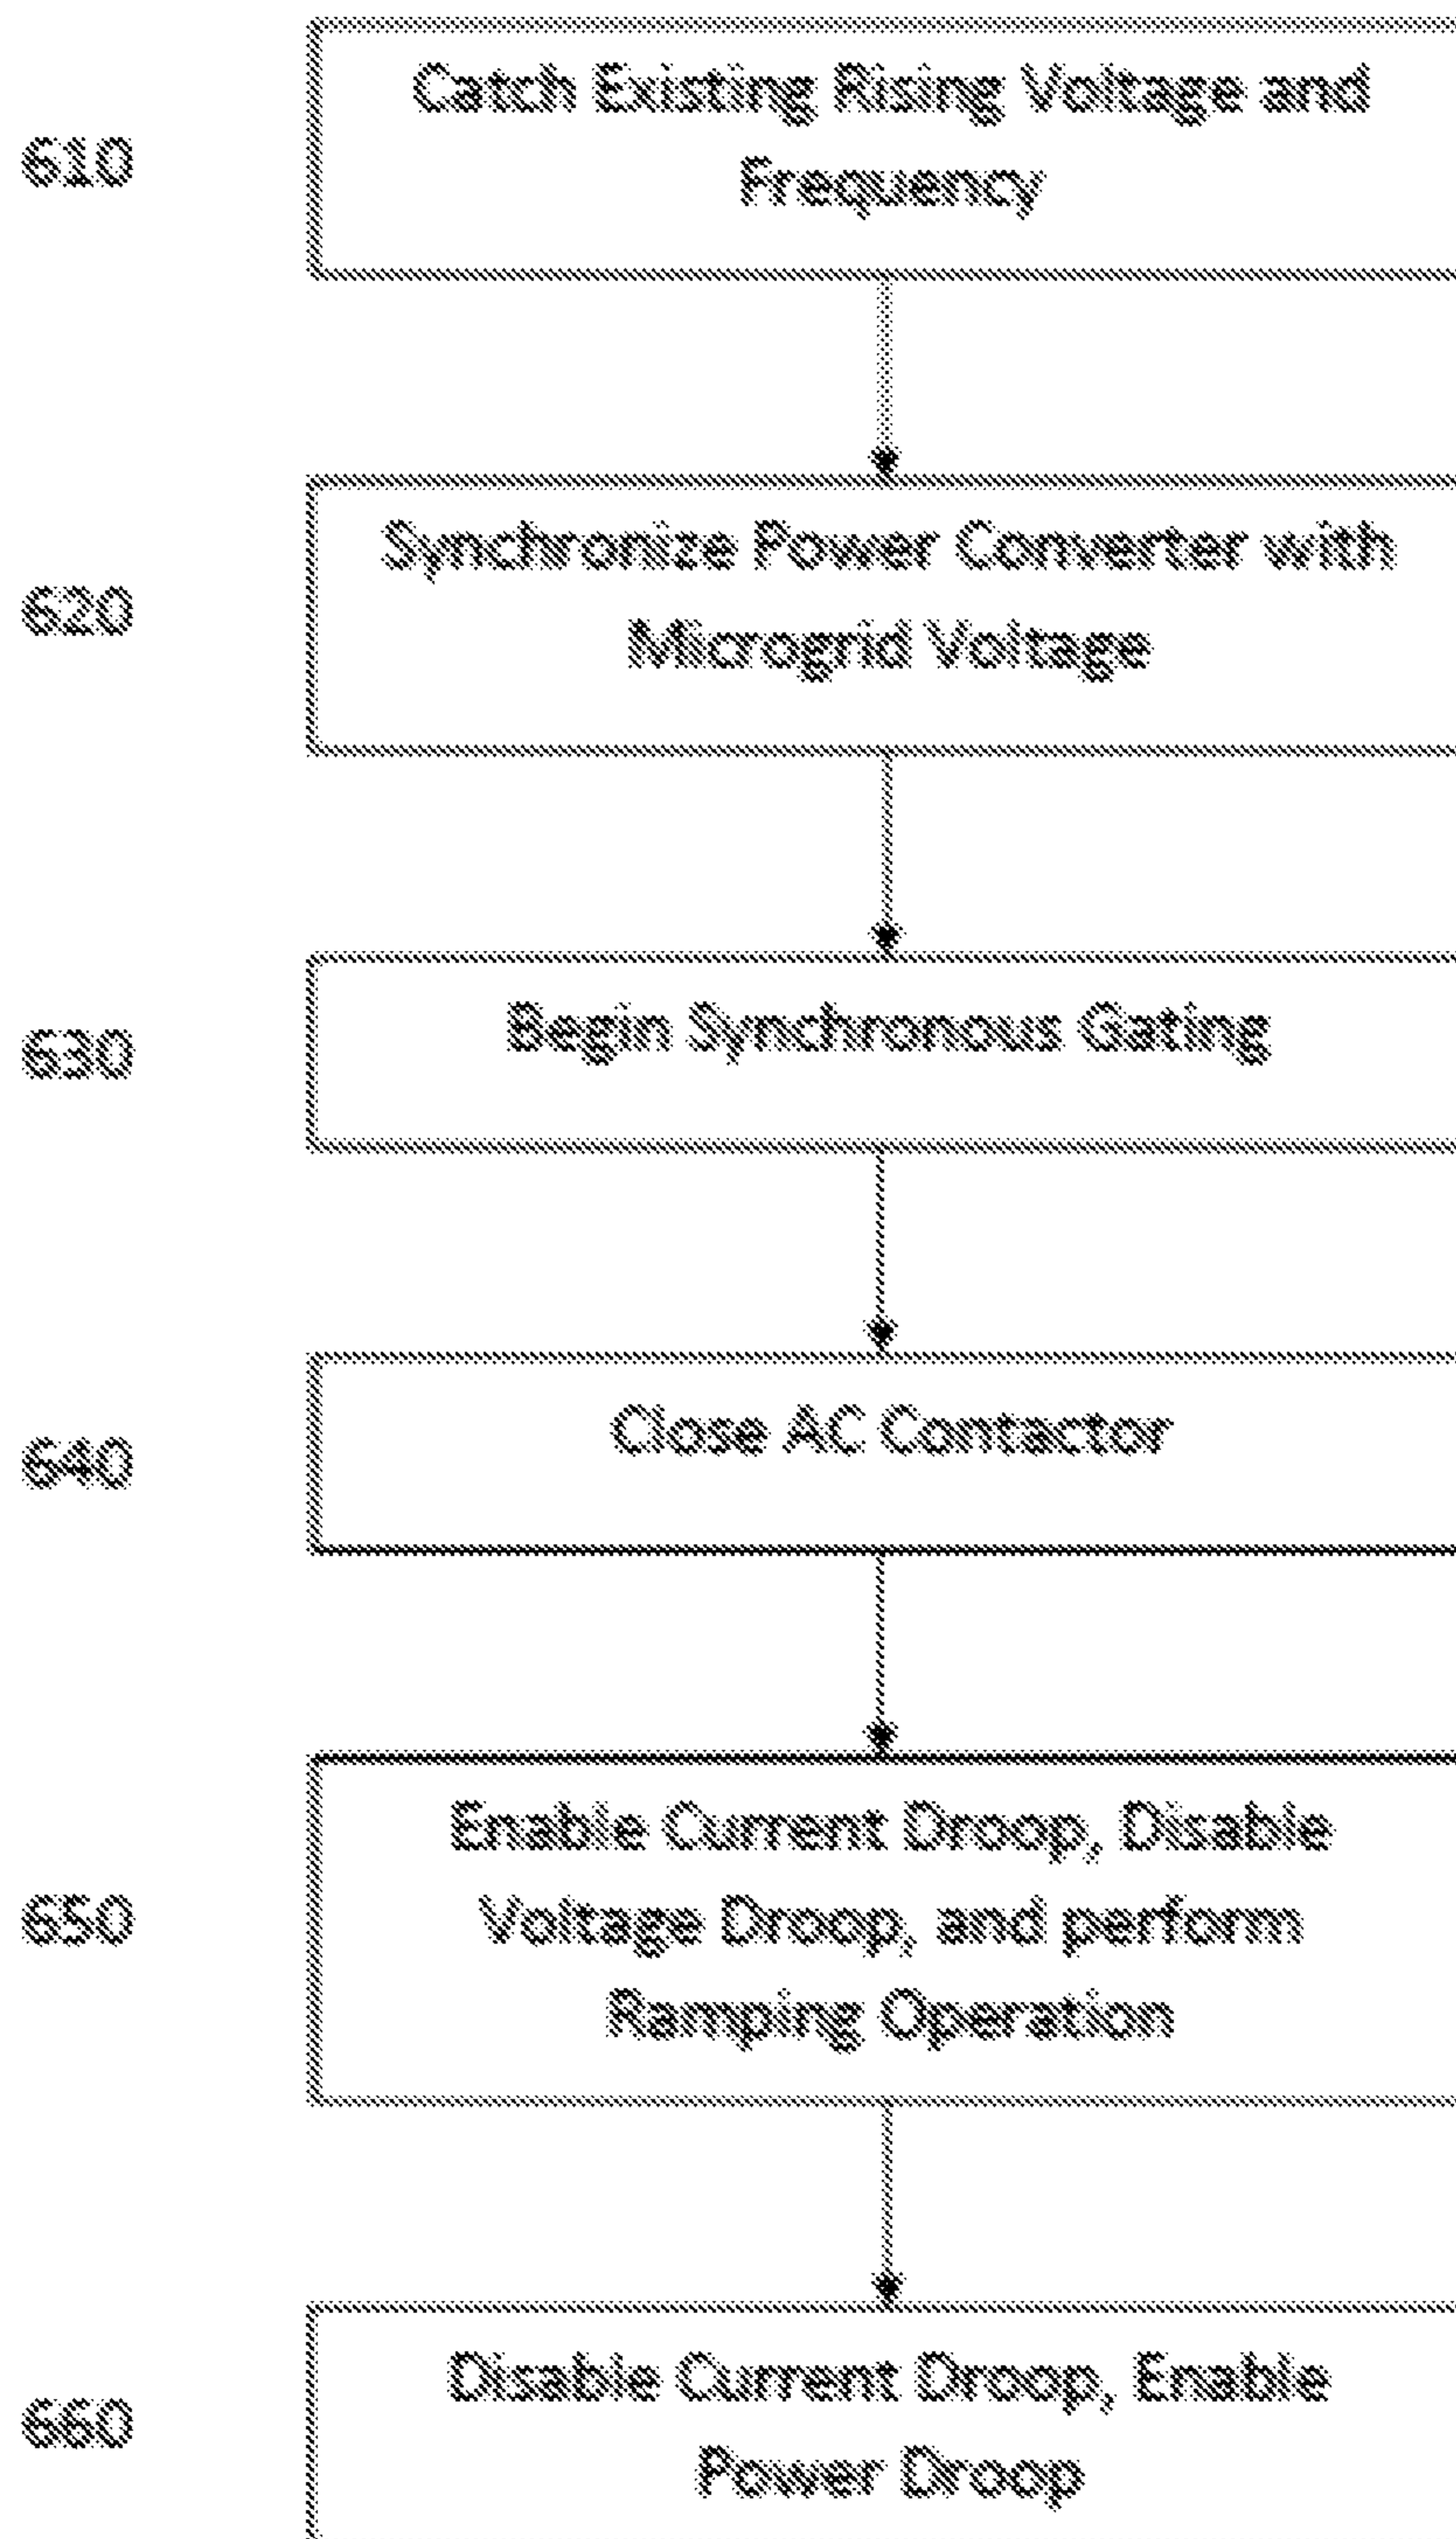 Catch Existing Rising Voltage and
Frequency
610
Synchronize Power Converter with
Microgrid Voltage
620
Begin Synchronous Gating
630
Close AC Contactor
640
Enable Current Droop, Disable
Voltage Droop, and perform
Ramping Operation
650
Disable Current Droop, Enable
Power Droop
660